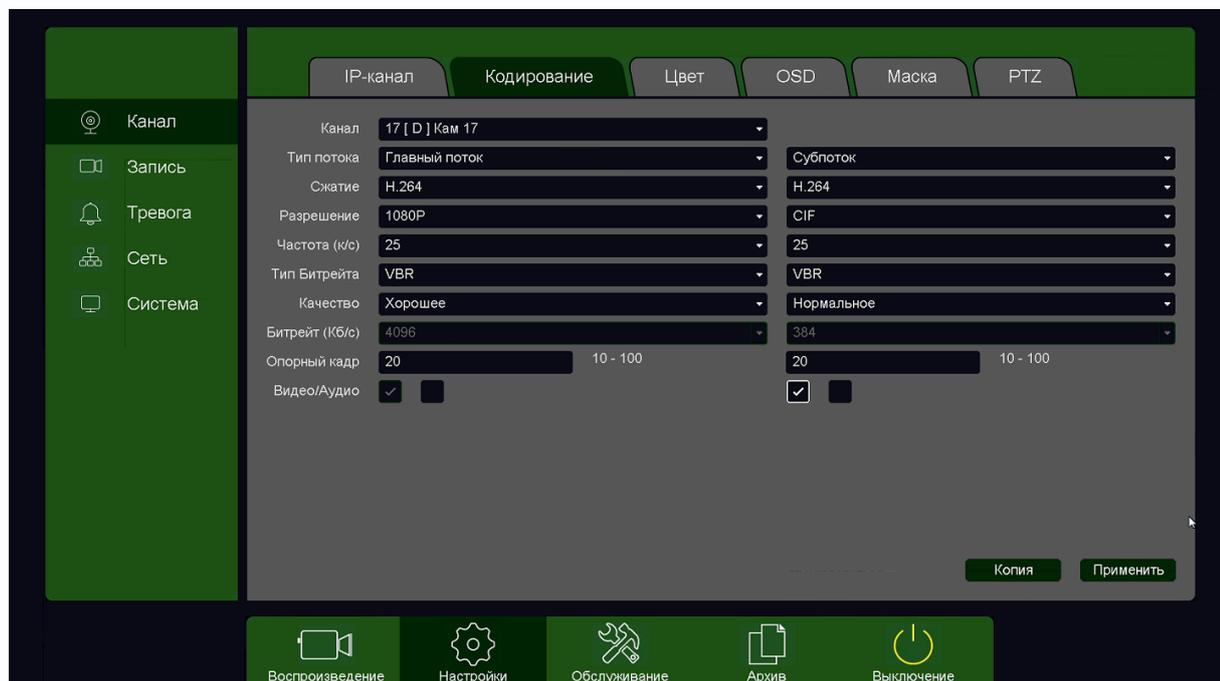 IP-канал Кодирование Цвет OSD Маска PTZ
Канал
Запись
Тревога
Сеть
Система
Канал 17 [ D ] Кам 17
Тип потока Главный поток Субпоток
Сжатие H.264 H.264
Разрешение 1080P CIF
Частота (к/с) 25 25
Тип Битрейта VBR VBR
Качество Хорошее Нормальное
Битрейт (Кб/с) 4096 384
Опорный кадр 20 10 - 100 20 10 - 100
Видео/Аудио
Копия Применить
Воспроизведение Настройки Обслуживание Архив Выключение